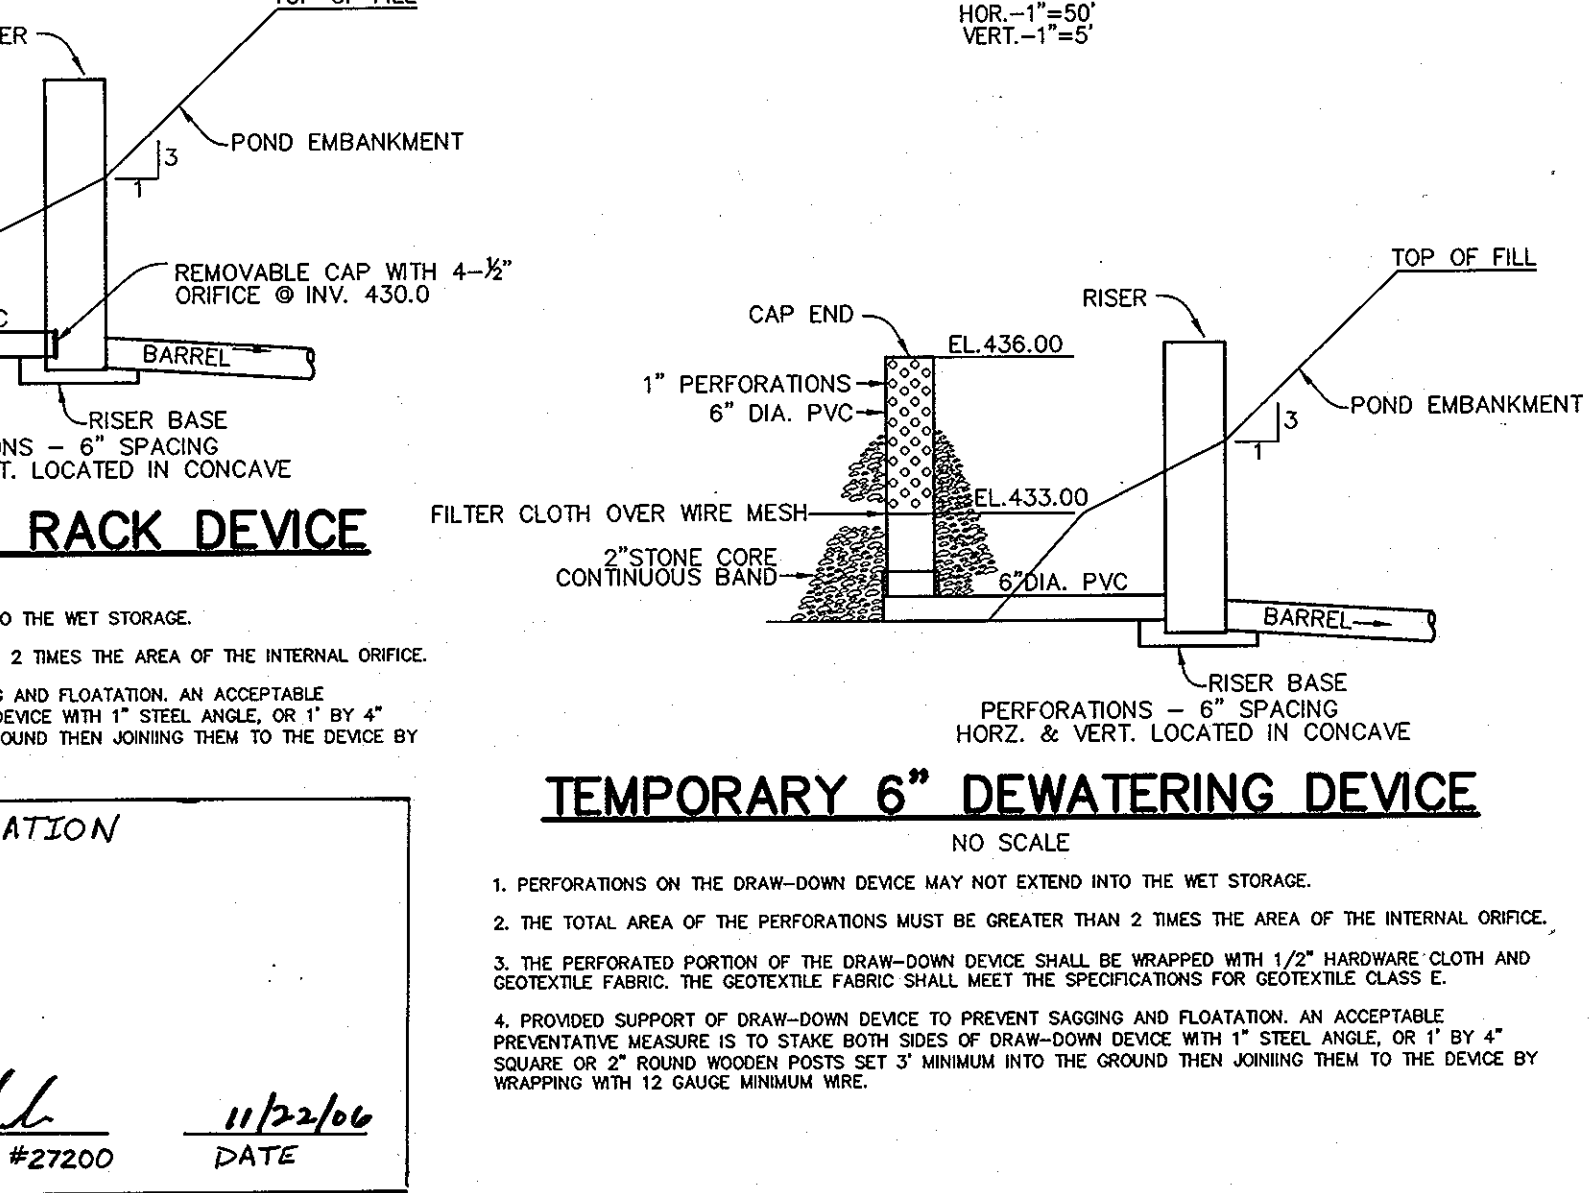 TOP OF FILL
HOR.-1"=50'
VERT.-1"=5'
POND EMBANKMENT
3
1
REMOVABLE CAP WITH 4-½"
ORIFICE @ INV. 430.0
BARREL
RISER BASE
- 6" SPACING
LOCATED IN CONCAVE
RACK DEVICE
TO THE WET STORAGE.
2 TIMES THE AREA OF THE INTERNAL ORIFICE.
AND FLOATATION. AN ACCEPTABLE
DEVICE WITH 1" STEEL ANGLE, OR 1' BY 4"
GROUND THEN JOINIING THEM TO THE DEVICE BY
#27200
11/22/06
DATE
TOP OF FILL
RISER
CAP END
EL.436.00
1" PERFORATIONS
6" DIA. PVC
POND EMBANKMENT
3
1
EL.433.00
FILTER CLOTH OVER WIRE MESH
2"STONE CORE
CONTINUOUS BAND
6"DIA. PVC
BARREL
RISER BASE
PERFORATIONS - 6" SPACING
HORZ. & VERT. LOCATED IN CONCAVE
TEMPORARY 6" DEWATERING DEVICE
NO SCALE
1. PERFORATIONS ON THE DRAW-DOWN DEVICE MAY NOT EXTEND INTO THE WET STORAGE.
2. THE TOTAL AREA OF THE PERFORATIONS MUST BE GREATER THAN 2 TIMES THE AREA OF THE INTERNAL ORIFICE.
3. THE PERFORATED PORTION OF THE DRAW-DOWN DEVICE SHALL BE WRAPPED WITH 1/2" HARDWARE CLOTH AND
GEOTEXTILE FABRIC. THE GEOTEXTILE FABRIC SHALL MEET THE SPECIFICATIONS FOR GEOTEXTILE CLASS E.
4. PROVIDED SUPPORT OF DRAW-DOWN DEVICE TO PREVENT SAGGING AND FLOATATION. AN ACCEPTABLE
PREVENTATIVE MEASURE IS TO STAKE BOTH SIDES OF DRAW-DOWN DEVICE WITH 1" STEEL ANGLE, OR 1' BY 4"
SQUARE OR 2" ROUND WOODEN POSTS SET 3' MINIMUM INTO THE GROUND THEN JOINIING THEM TO THE DEVICE BY
WRAPPING WITH 12 GAUGE MINIMUM WIRE.